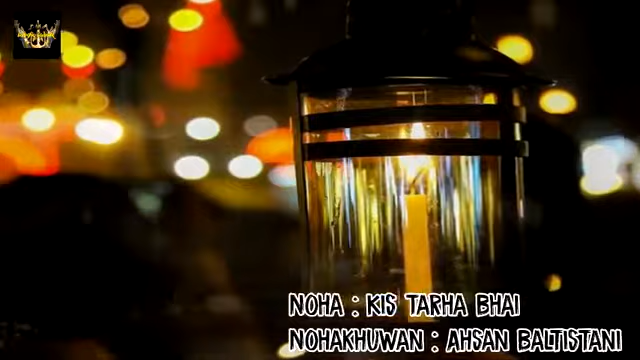 NOHA : KIS TARHA BHAI
NOHAKHUWAN : AHSAN BALTISTANI